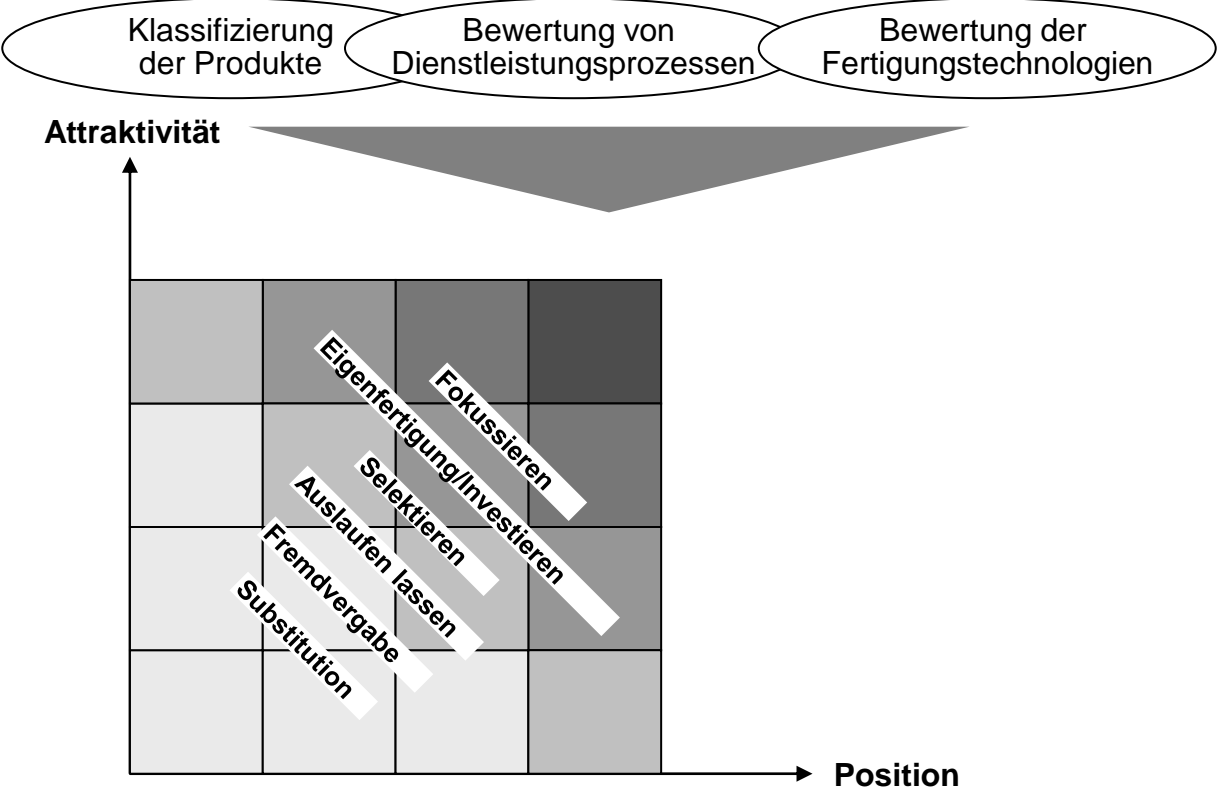 Klassifizierung
der Produkte
Bewertung von
Dienstleistungsprozessen
Bewertung der
Fertigungstechnologien
Attraktivität
Fokussieren
Eigenfertigung/Investieren
Selektieren
Auslaufen lassen
Fremdvergabe
Substitution
Position